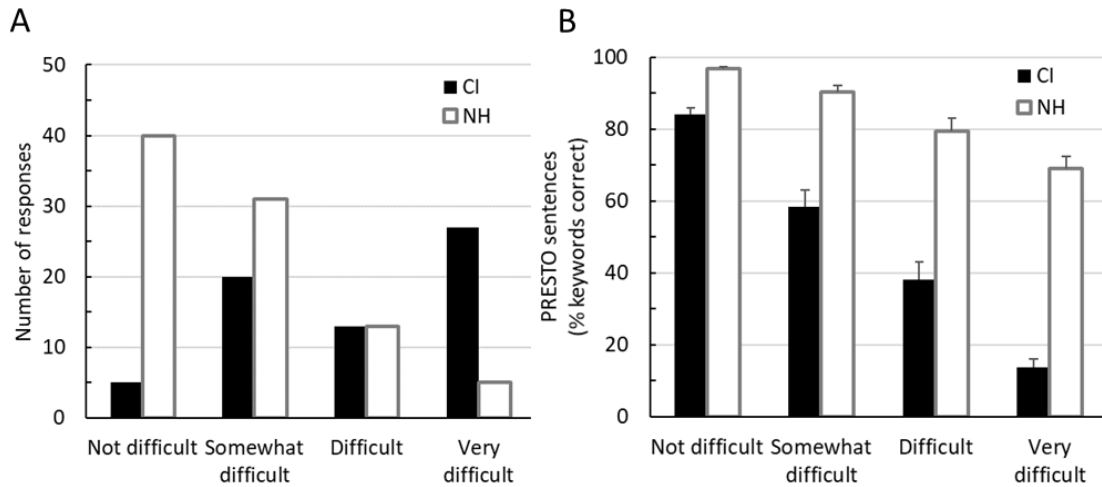 A
Number of responses
50
40
30
20
10
0
CI
NH
Not difficult
Somewhat
difficult
Difficult
Very
difficult
B
PRESTO sentences
(% keywords correct)
100
80
60
40
20
0
CI
NH
Not difficult
Somewhat
difficult
Difficult
Very
difficult